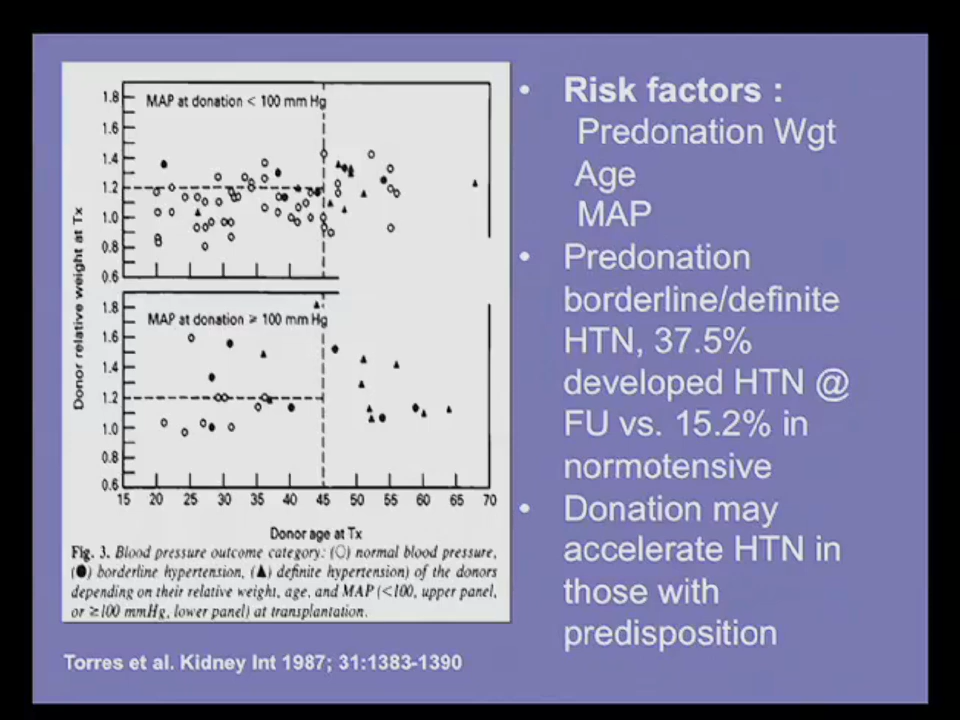 MAP at donation < 100 mm Hg
1.8
1.6
1.4
1.2
1.0
0.8
0.6
MAP at donation ≥ 100 mm Hg
1.8
1.6
1.4
1.2
1.0
0.8
0.6
15 20 25 30 35 40 45 50 55 60 65 70
Donor relative weight at Tx
Donor age at Tx
Fig. 3. Blood pressure outcome category: (○) normal blood pressure,
(●) borderline hypertension, (▲) definite hypertension) of the donors
depending on their relative weight, age, and MAP (<100, upper panel,
or ≥100 mmHg, lower panel) at transplantation.
Torres et al. Kidney Int 1987; 31:1383-1390
• Risk factors :
Predonation Wgt
Age
MAP
• Predonation
borderline/definite
HTN, 37.5%
developed HTN @
FU vs. 15.2% in
normotensive
• Donation may
accelerate HTN in
those with
predisposition